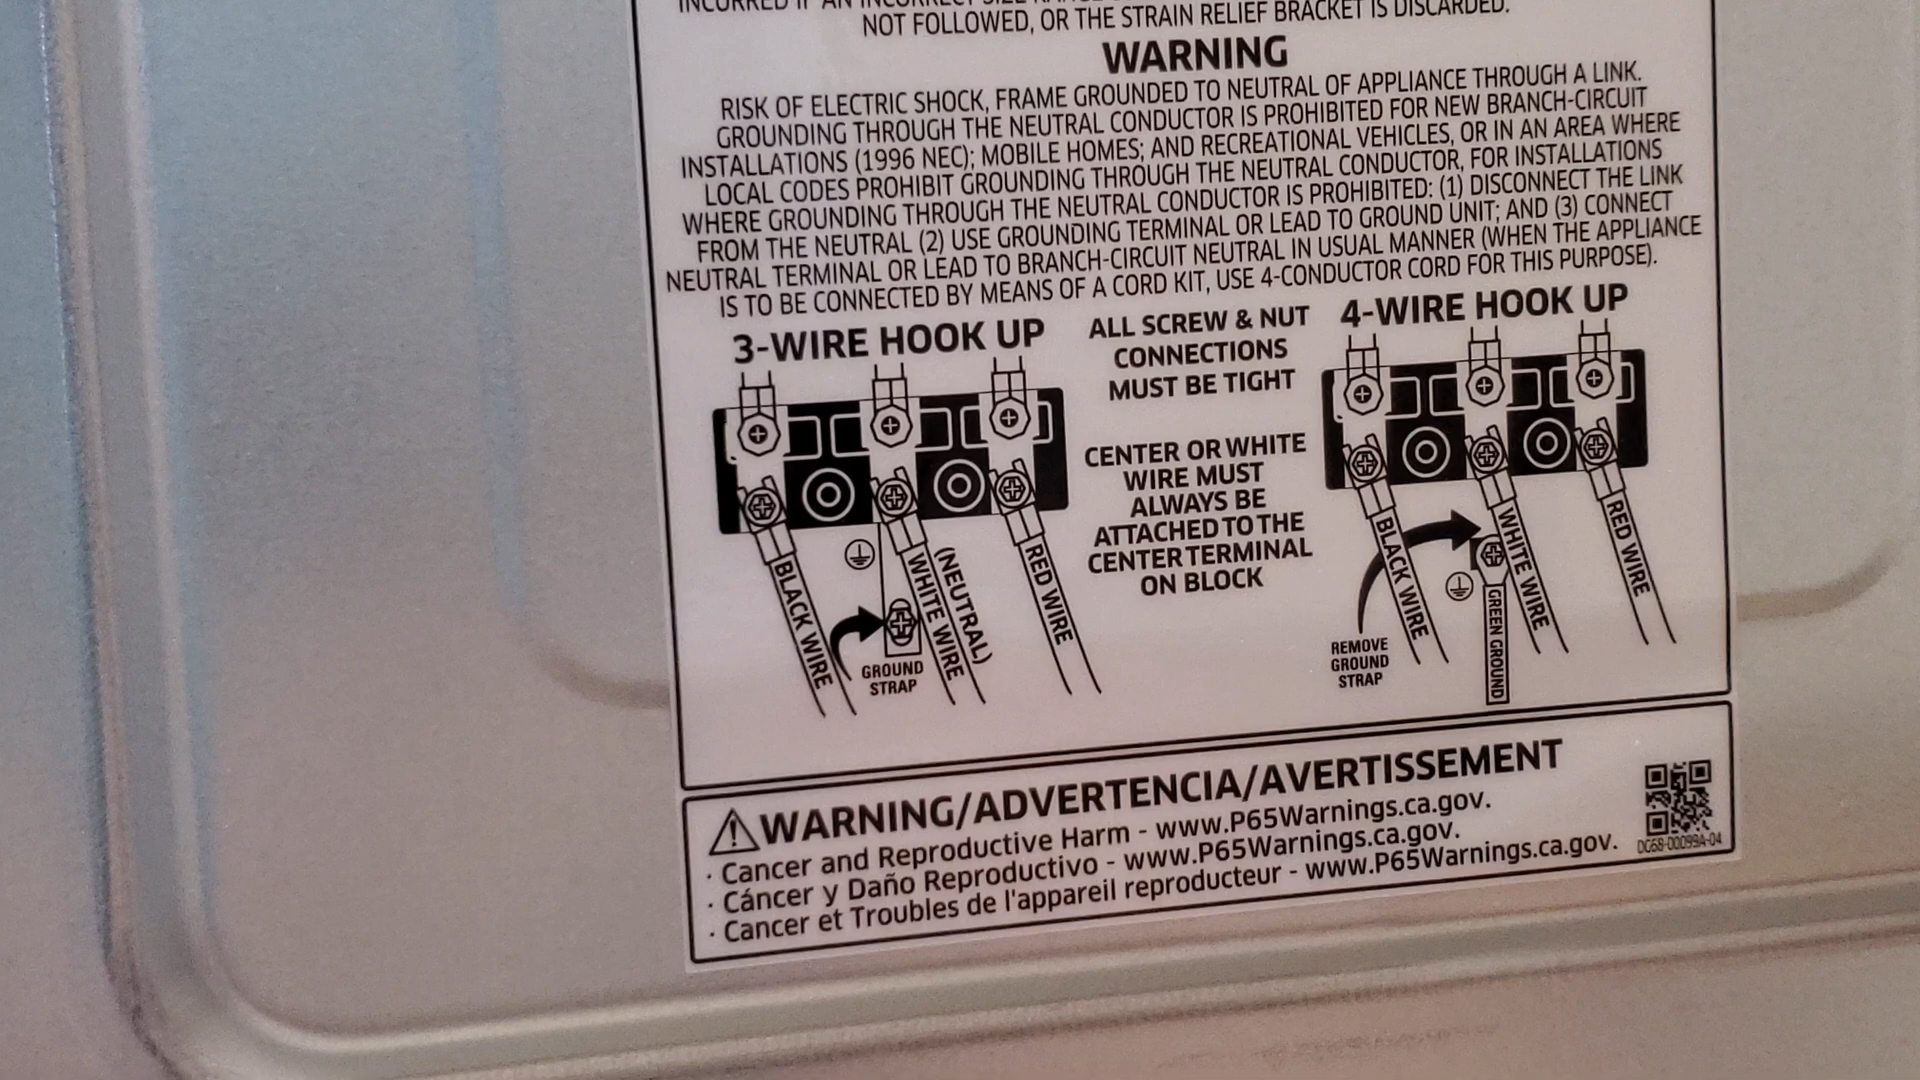 INCURRED IF AN INCORRECT SIZE
NOT FOLLOWED, OR THE STRAIN RELIEF BRACKET IS DISCARDED.
WARNING
RISK OF ELECTRIC SHOCK, FRAME GROUNDED TO NEUTRAL OF APPLIANCE THROUGH A LINK.
GROUNDING THROUGH THE NEUTRAL CONDUCTOR IS PROHIBITED FOR NEW BRANCH-CIRCUIT
INSTALLATIONS (1996 NEC); MOBILE HOMES; AND RECREATIONAL VEHICLES, OR IN AN AREA WHERE
LOCAL CODES PROHIBIT GROUNDING THROUGH THE NEUTRAL CONDUCTOR, FOR INSTALLATIONS
WHERE GROUNDING THROUGH THE NEUTRAL CONDUCTOR IS PROHIBITED: (1) DISCONNECT THE LINK
FROM THE NEUTRAL (2) USE GROUNDING TERMINAL OR LEAD TO GROUND UNIT; AND (3) CONNECT
NEUTRAL TERMINAL OR LEAD TO BRANCH-CIRCUIT NEUTRAL IN USUAL MANNER (WHEN THE APPLIANCE
IS TO BE CONNECTED BY MEANS OF A CORD KIT, USE 4-CONDUCTOR CORD FOR THIS PURPOSE).
3-WIRE HOOK UP
BLACK WIRE
GROUND
STRAP
WHITE WIRE
(NEUTRAL)
RED WIRE
ALL SCREW & NUT
CONNECTIONS
MUST BE TIGHT
CENTER OR WHITE
WIRE MUST
ALWAYS BE
ATTACHED TO THE
CENTER TERMINAL
ON BLOCK
4-WIRE HOOK UP
REMOVE
GROUND
STRAP
BLACK WIRE
GREEN GROUND
WHITE WIRE
RED WIRE
WARNING/ADVERTENCIA/AVERTISSEMENT
· Cancer and Reproductive Harm - www.P65Warnings.ca.gov.
· Cáncer y Daño Reproductivo - www.P65Warnings.ca.gov.
· Cancer et Troubles de l'appareil reproducteur - www.P65Warnings.ca.gov.
DC68-00099A-04